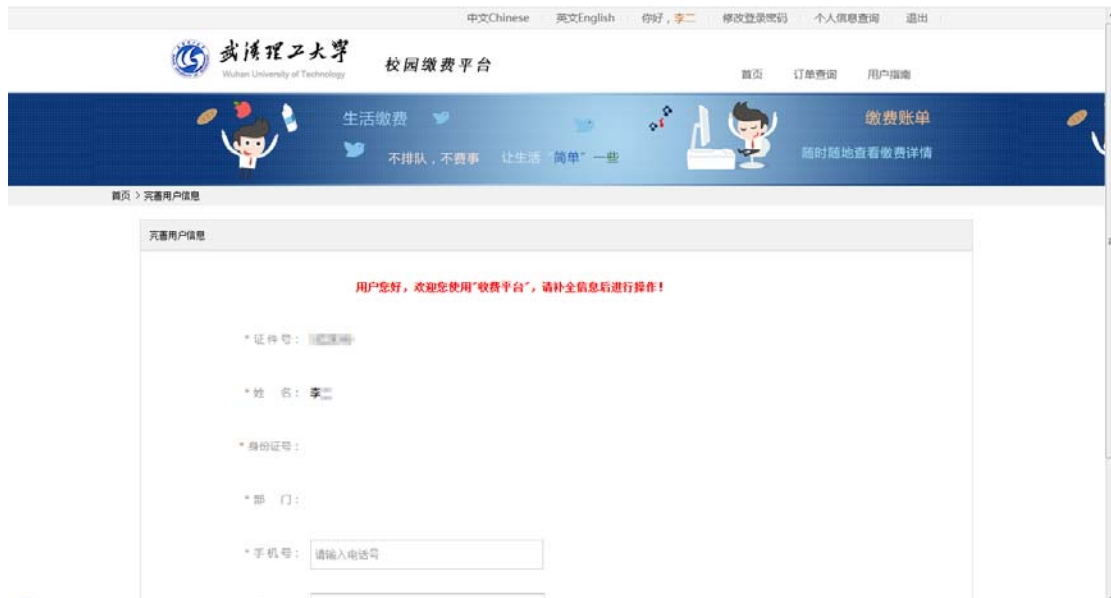 中文Chinese 英文English 你好，李二 修改登录密码 个人信息查询 退出
武漢理工大学 校园缴费平台
Wuhan University of Technology
首页 订单查询 用户指南
生活缴费 缴费账单
不排队，不费事 让生活“简单”一些 随时随地查看缴费详情
首页 > 完善用户信息
完善用户信息
用户您好，欢迎您使用"收费平台"，请补全信息后进行操作！
* 证件号：
* 姓 名：李
* 身份证号：
* 部 门：
* 手机号：请输入电话号